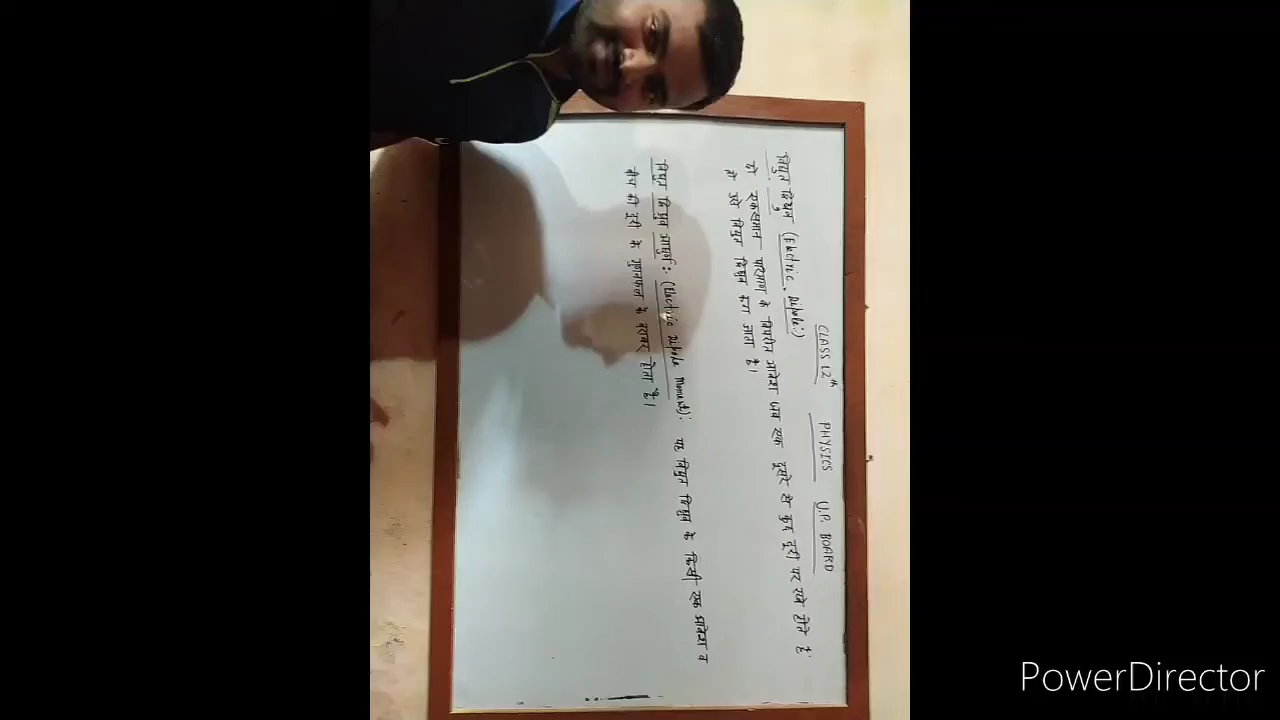 CLASS 12th PHYSICS U.P. BOARD
विद्युत द्विध्रुव (Electric Dipole:)
दो एकसमान परिमाण के विपरीत आवेश जब एक दूसरे से कुछ दूरी पर रखे होते हैं
तो उसे विद्युत द्विध्रुव कहा जाता है।
विद्युत द्विध्रुव आघूर्ण:- (Electric Dipole Moment): यह विद्युत द्विध्रुव के किसी एक आवेश व
बीच की दूरी के गुणनफल के बराबर होता है।
PowerDirector